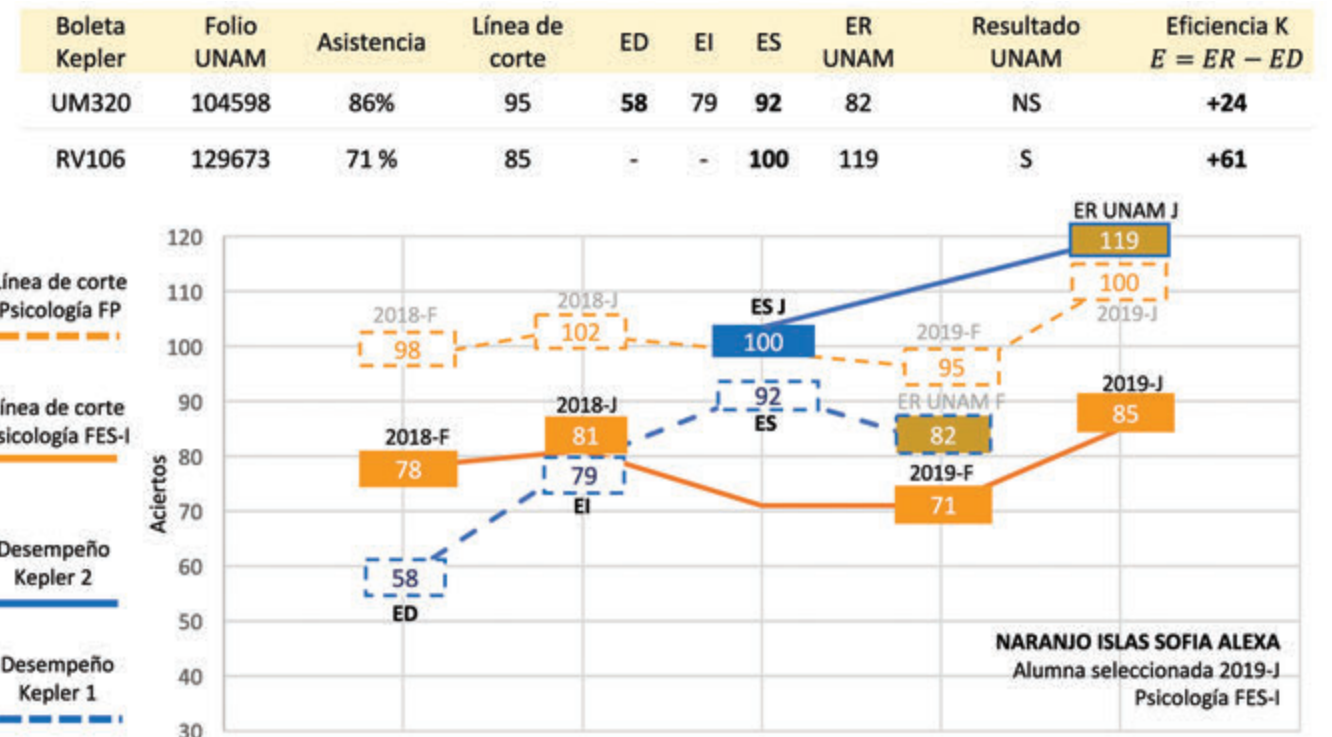 Boleta Kepler Folio UNAM Asistencia Línea de corte ED EI ES ER UNAM Resultado UNAM Eficiencia K E = ER − ED
UM320 104598 86% 95 58 79 92 82 NS +24
RV106 129673 71 % 85 - - 100 119 S +61
ER UNAM J
120
119
ínea de corte
Psicología FP
110
100
2019-J
2018-F
2018-J
ES J
2019-F
100
98
102
100
95
ínea de corte
sicología FES-I
90
92
ES
ER UNAM F
2019-J
85
2018-F
2018-J
81
82
80
78
79
EI
2019-F
Aciertos
70
71
Desempeño
Kepler 2
60
58
ED
50
Desempeño
Kepler 1
40
30
NARANJO ISLAS SOFIA ALEXA
Alumna seleccionada 2019-J
Psicología FES-I